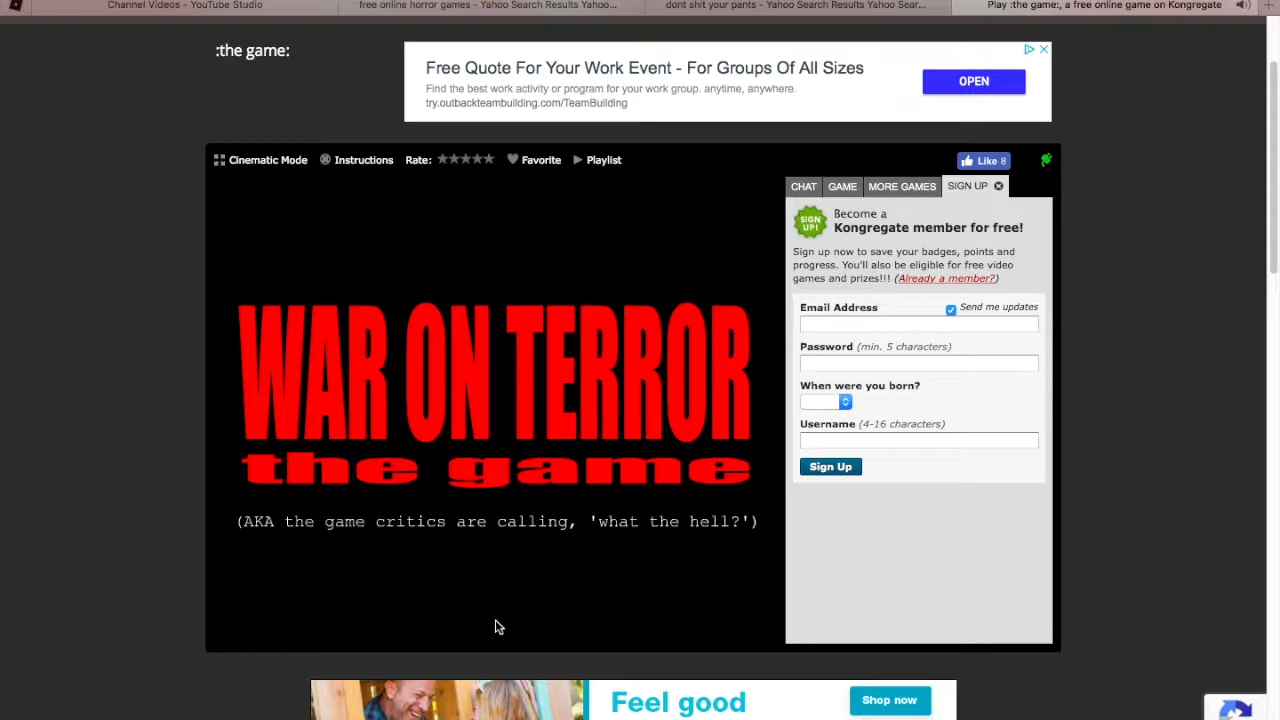 Channel Videos - YouTube Studio
free online horror games - Yahoo Search Results Yahoo...
dont shit your pants - Yahoo Search Results Yahoo Sear...
Play :the game:, a free online game on Kongregate
:the game:
Free Quote For Your Work Event - For Groups Of All Sizes
Find the best work activity or program for your work group. anytime, anywhere.
try.outbackteambuilding.com/TeamBuilding
OPEN
Cinematic Mode
Instructions
Rate:
Favorite
Playlist
Like 8
CHAT
GAME
MORE GAMES
SIGN UP
SIGN UP!
Become a
Kongregate member for free!
Sign up now to save your badges, points and
progress. You'll also be eligible for free video
games and prizes!!! (Already a member?)
Email Address
Send me updates
Password (min. 5 characters)
When were you born?
Username (4-16 characters)
Sign Up
WAR ON TERROR
the game
(AKA the game critics are calling, 'what the hell?')
Feel good
Shop now